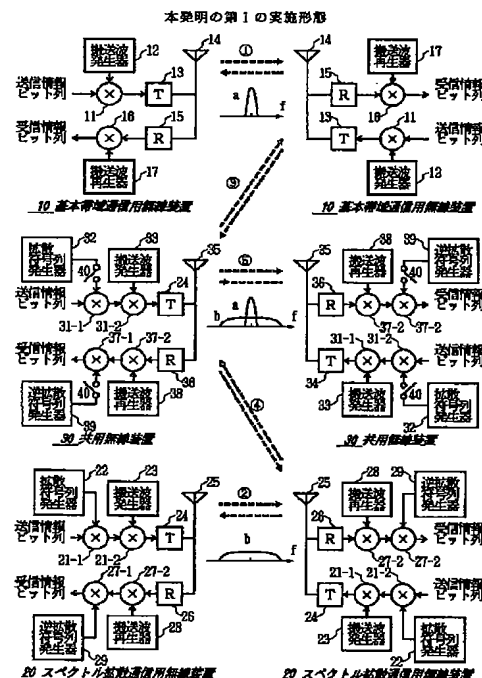 本発明の第1の実施形態
12 14 ① 14 17
搬送波発生器 13 15 搬送波再生器
送信情報ビット列 T a f R 受信情報ビット列
11 16 15 13 16 11
受信情報ビット列 R T 送信情報ビット列
搬送波再生器 17 搬送波発生器 12
10 基本帯域通信用無線装置 10 基本帯域通信用無線装置
⑨
32 33 35 ⑥ 35 38 39
拡散符号列発生器 搬送波発生器 搬送波再生器 逆拡散符号列発生器
40 24 36 40
送信情報ビット列 T a b f R 受信情報ビット列
31-1 31-2 37-2 37-2
37-1 37-2 31-1 31-2
受信情報ビット列 R T 送信情報ビット列
36 34
40 搬送波再生器 38 搬送波発生器 33 40
逆拡散符号列発生器 39 拡散符号列発生器 32
30 共用無線装置 30 共用無線装置
④
22 23 25 ② 25 28 29
拡散符号列発生器 搬送波発生器 搬送波再生器 逆拡散符号列発生器
24 26
送信情報ビット列 T b f R 受信情報ビット列
21-1 21-2 27-2 27-2
27-1 27-2 21-1 21-2
受信情報ビット列 R T 送信情報ビット列
26 24
逆拡散符号列発生器 29 搬送波再生器 28 搬送波発生器 23 拡散符号列発生器 22
20 スペクトル拡散通信用無線装置 20 スペクトル拡散通信用無線装置